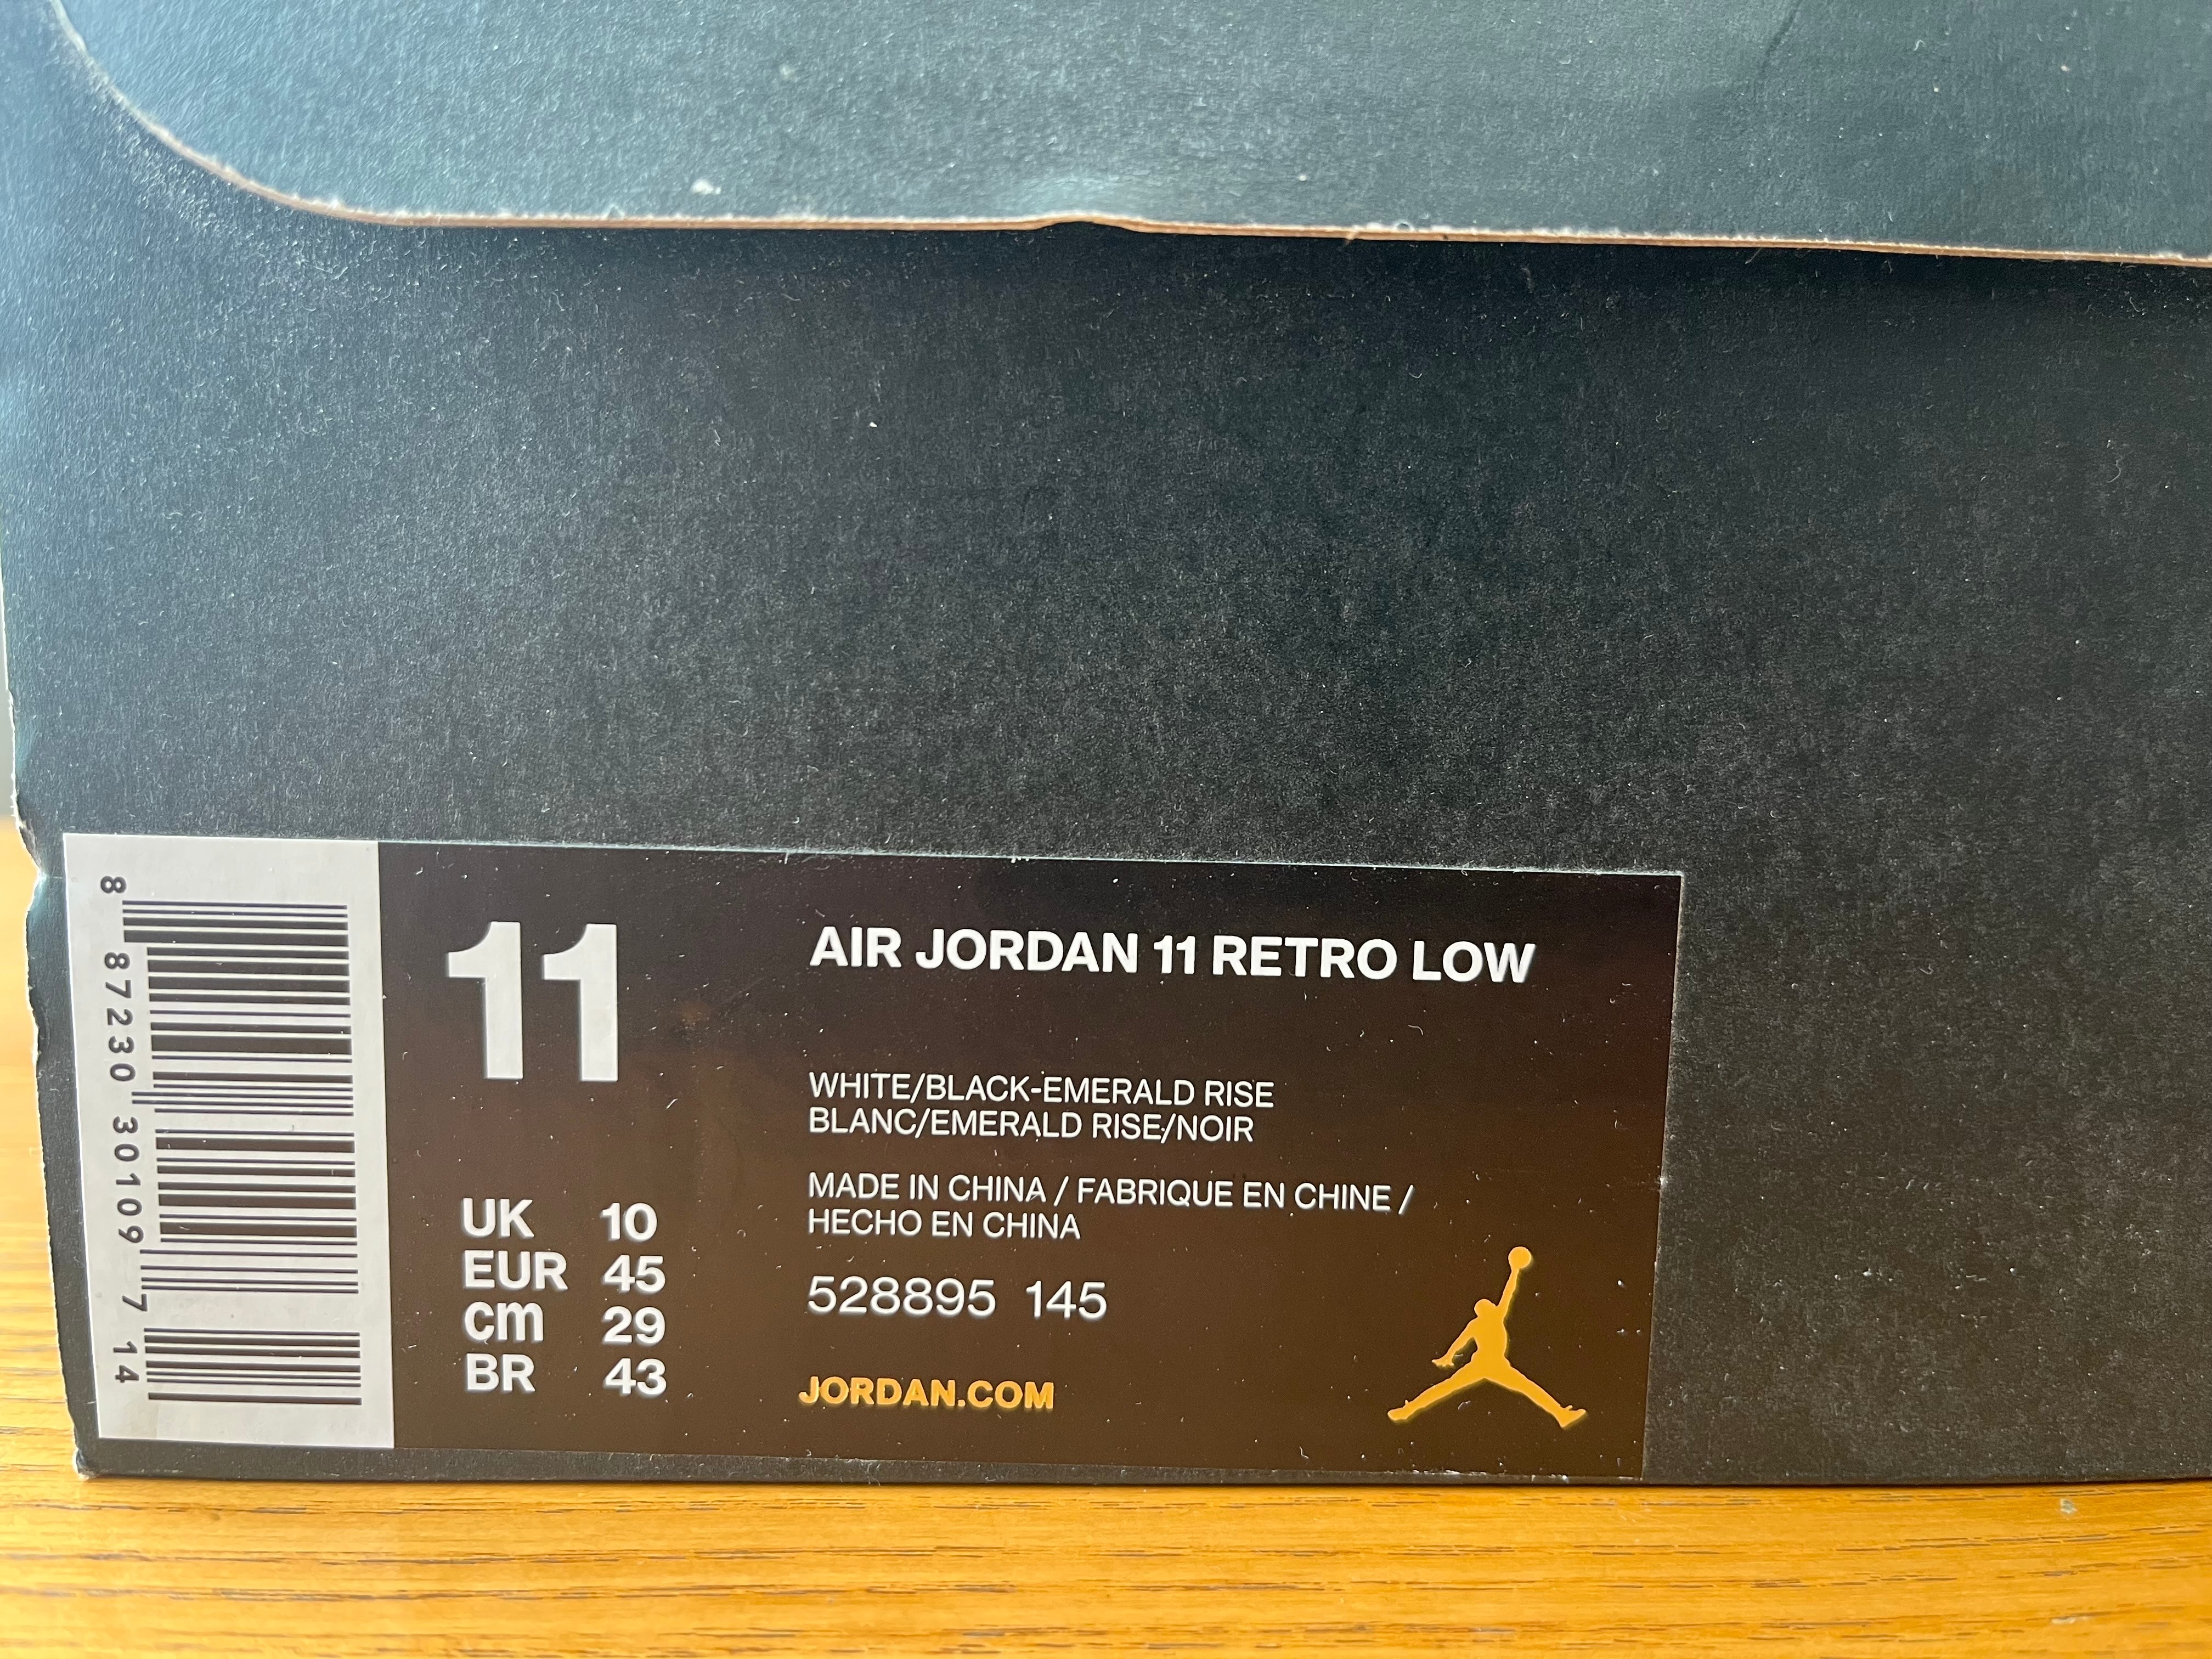 8 87230 30109 7 14
11
UK 10
EUR 45
cm 29
BR 43
AIR JORDAN 11 RETRO LOW
WHITE/BLACK-EMERALD RISE
BLANC/EMERALD RISE/NOIR
MADE IN CHINA / FABRIQUE EN CHINE /
HECHO EN CHINA
528895 145
JORDAN.COM